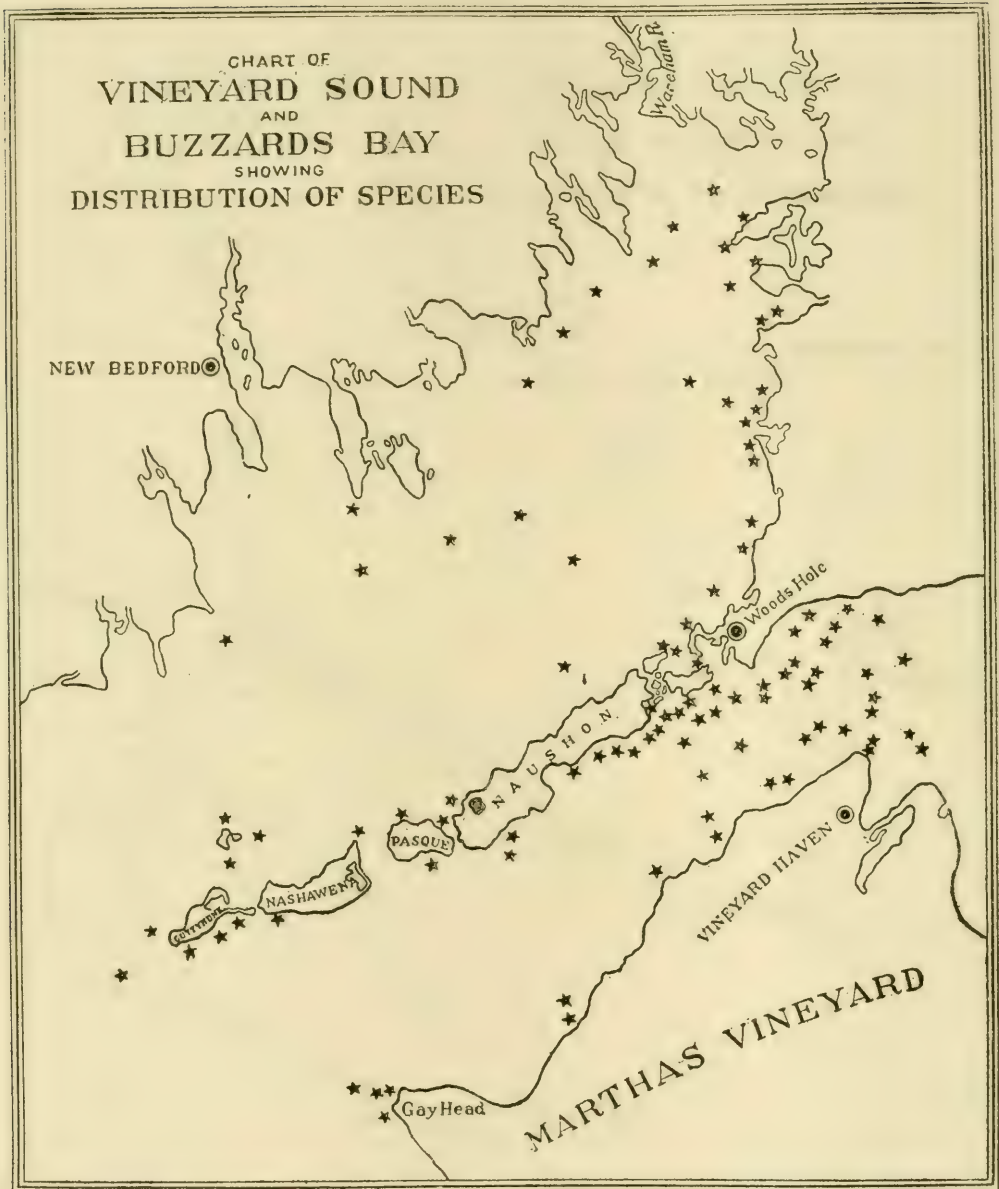 CHART OF
VINEYARD SOUND
AND
BUZZARDS BAY
SHOWING
DISTRIBUTION OF SPECIES
Wareham R.
NEW BEDFORD
Woods Hole
NAUSHON.
PASQUE
NASHAWENA
CUTTYHUNK
VINEYARD HAVEN
MARTHAS VINEYARD
Gay Head